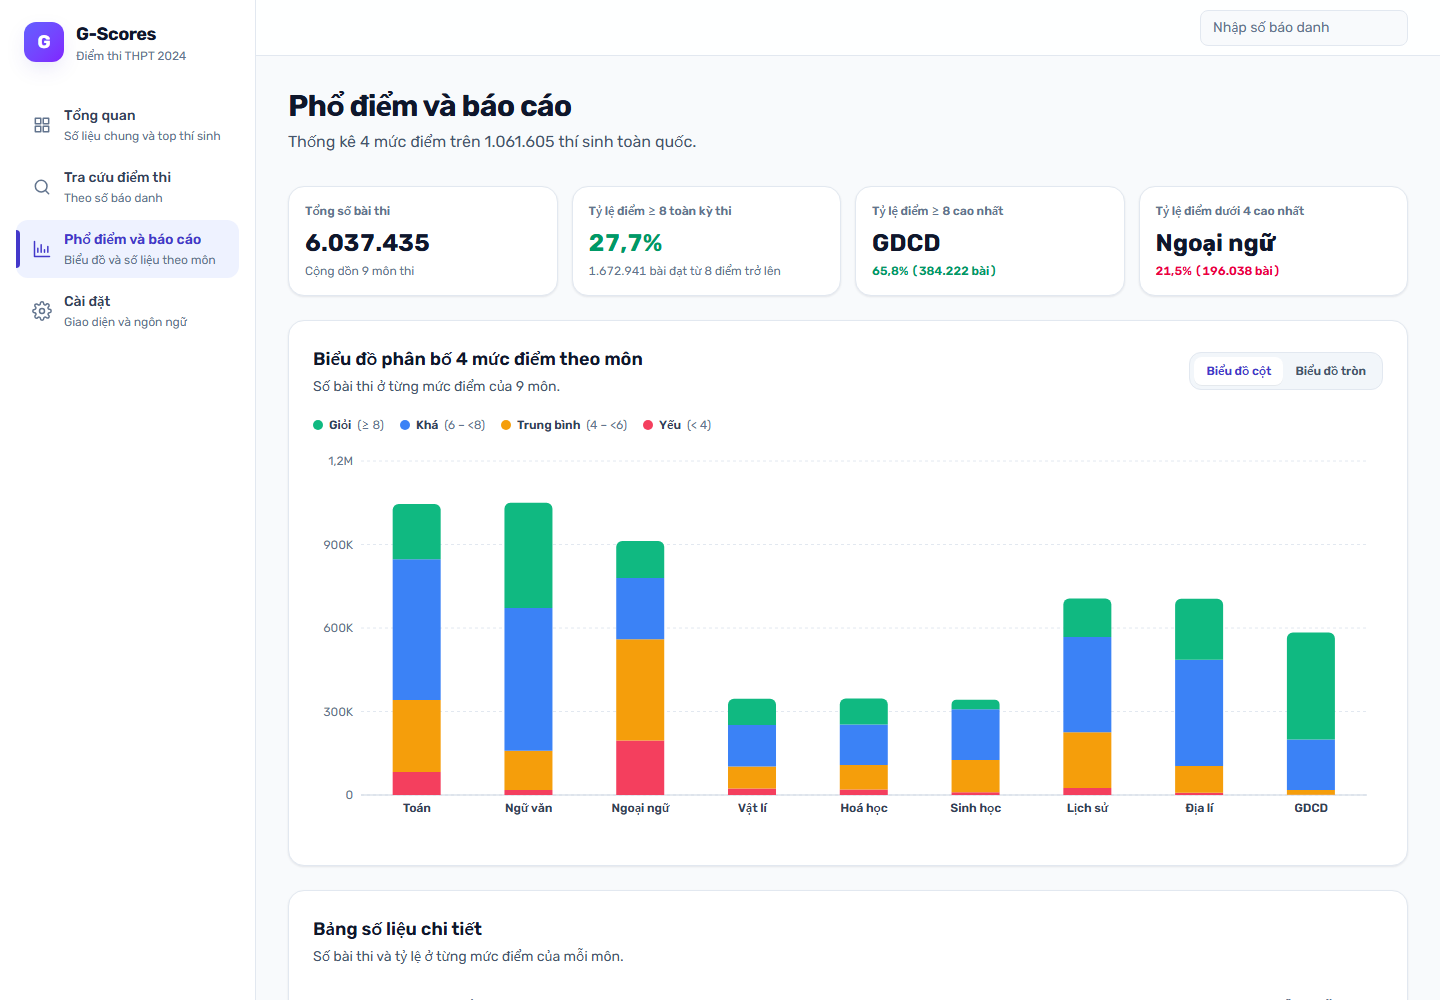 G
G-Scores
Điểm thi THPT 2024
Tổng quan
Số liệu chung và top thí sinh
Tra cứu điểm thi
Theo số báo danh
Phổ điểm và báo cáo
Biểu đồ và số liệu theo môn
Cài đặt
Giao diện và ngôn ngữ
Nhập số báo danh
Phổ điểm và báo cáo
Thống kê 4 mức điểm trên 1.061.605 thí sinh toàn quốc.
Tổng số bài thi
6.037.435
Cộng dồn 9 môn thi
Tỷ lệ điểm ≥ 8 toàn kỳ thi
27,7%
1.672.941 bài đạt từ 8 điểm trở lên
Tỷ lệ điểm ≥ 8 cao nhất
GDCD
65,8% (384.222 bài)
Tỷ lệ điểm dưới 4 cao nhất
Ngoại ngữ
21,5% (196.038 bài)
Biểu đồ phân bố 4 mức điểm theo môn
Số bài thi ở từng mức điểm của 9 môn.
Biểu đồ cột Biểu đồ tròn
Giỏi (≥ 8) Khá (6 – <8) Trung bình (4 – <6) Yếu (< 4)
1,2M
900K
600K
300K
0
Toán Ngữ văn Ngoại ngữ Vật lí Hoá học Sinh học Lịch sử Địa lí GDCD
Bảng số liệu chi tiết
Số bài thi và tỷ lệ ở từng mức điểm của mỗi môn.